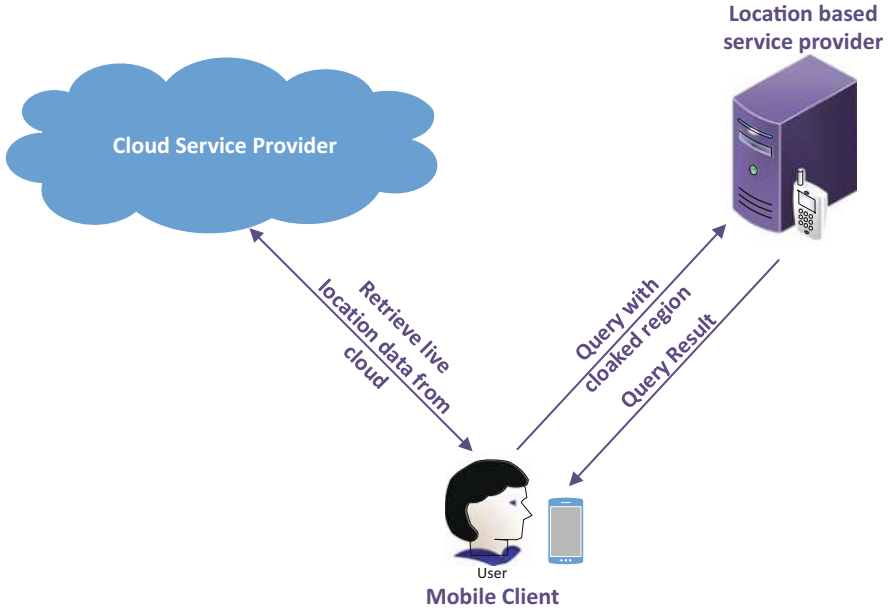 Location based
service provider
Cloud Service Provider
Retrieve live
location data from
cloud
Query with
cloaked region
Query Result
User
Mobile Client